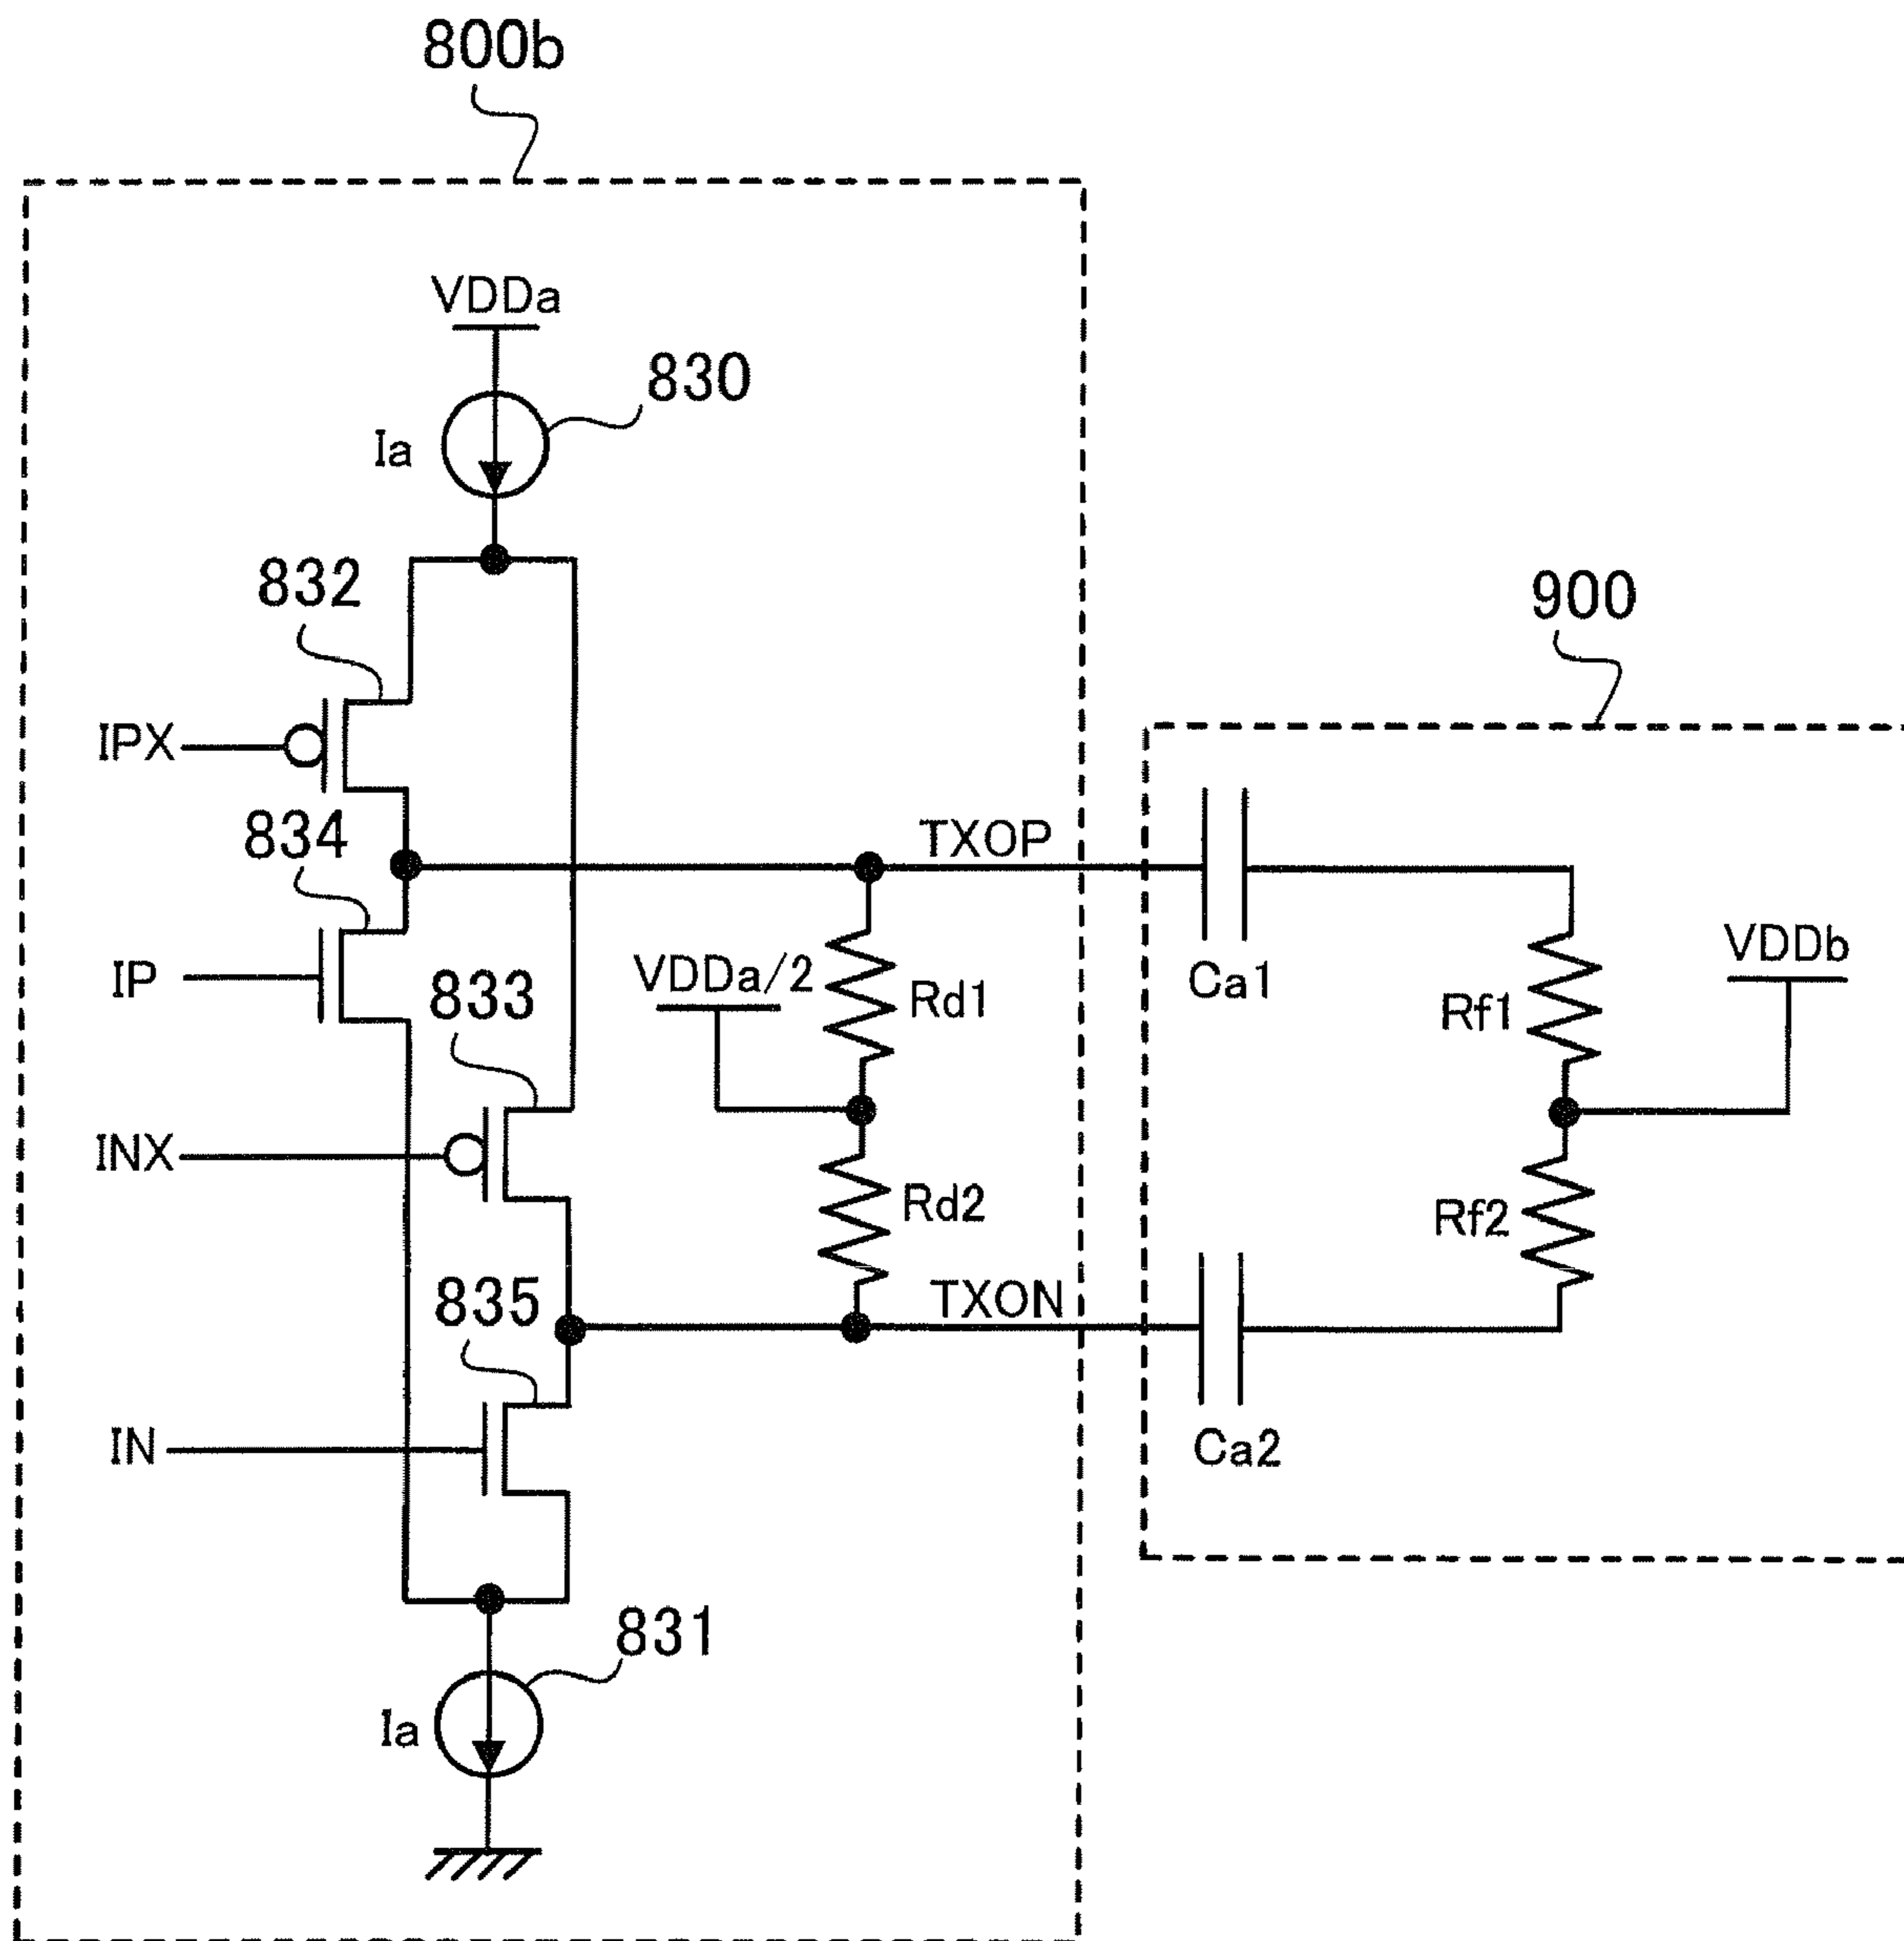 800b
VDDa
830
Ia
832
900
IPX
834
TXOP
VDDb
VDDa/2
Ca1
IP
833
Rd1
Rf1
INX
Rd2
Rf2
835
TXON
IN
Ca2
831
Ia